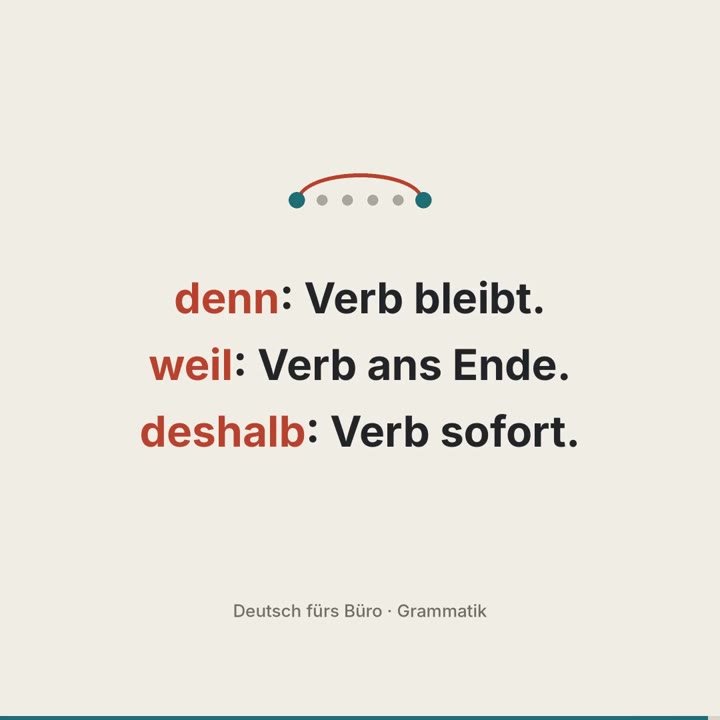 denn: Verb bleibt.
weil: Verb ans Ende.
deshalb: Verb sofort.
Deutsch fürs Büro · Grammatik